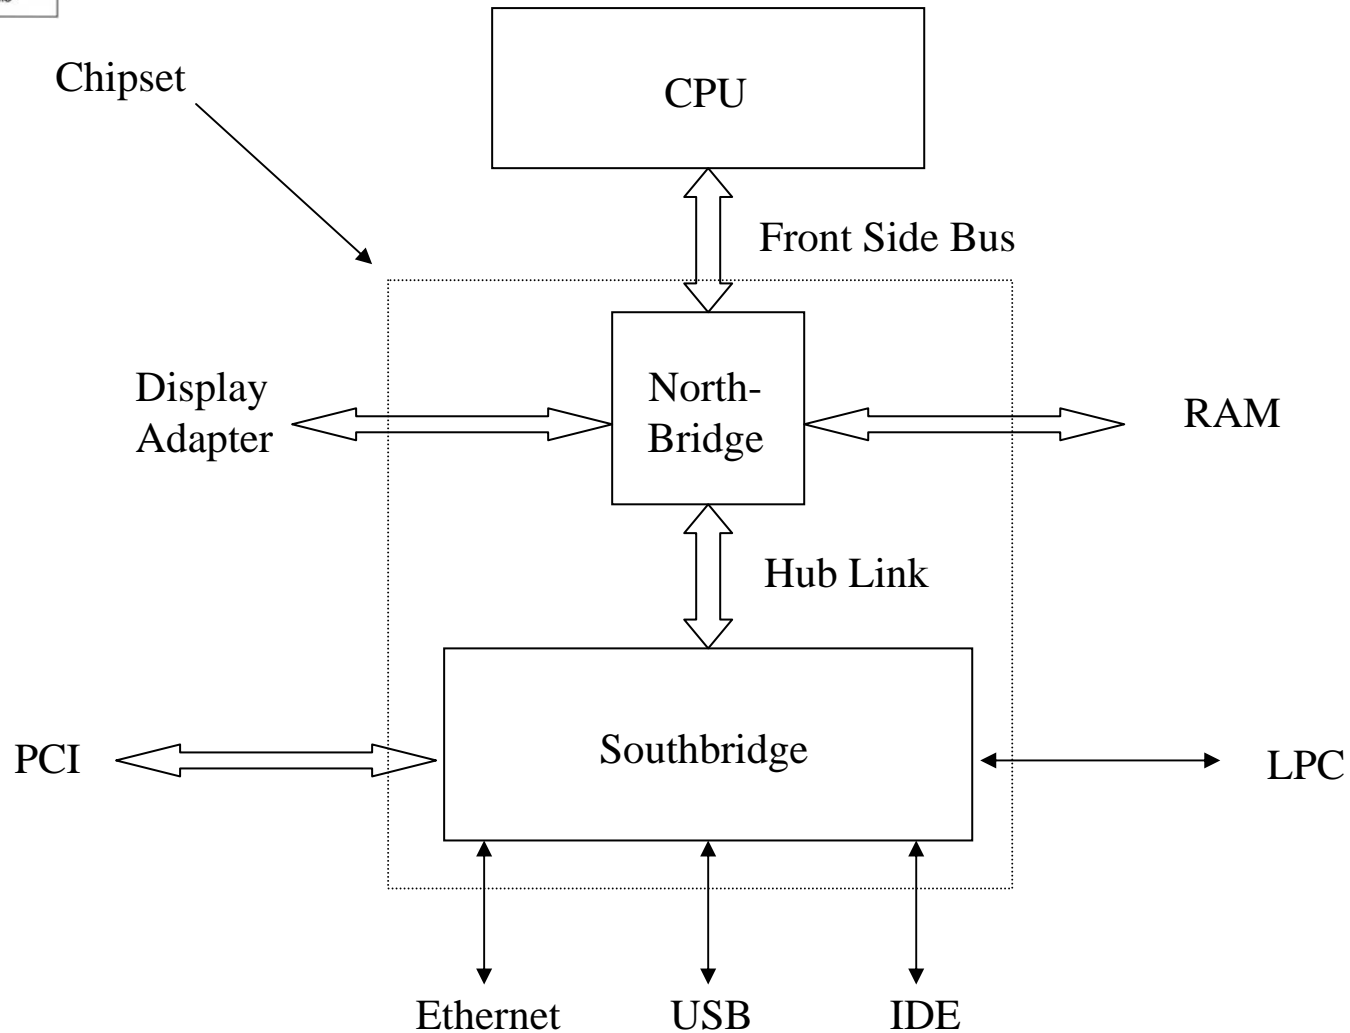 Chipset
CPU
Front Side Bus
Display
Adapter
North-
Bridge
RAM
Hub Link
PCI
Southbridge
LPC
Ethernet
USB
IDE